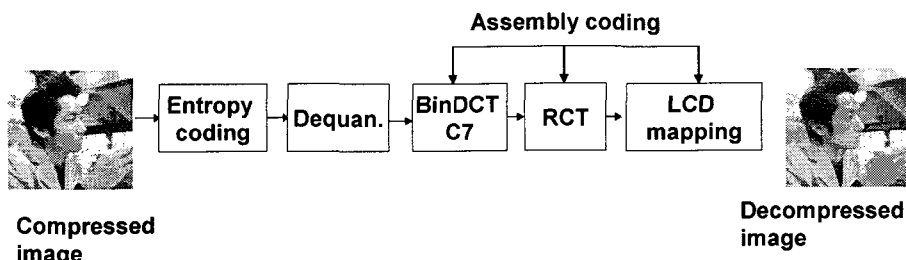 Assembly coding
Entropy
coding
Dequan.
BinDCT
C7
RCT
LCD
mapping
Compressed
image
Decompressed
image